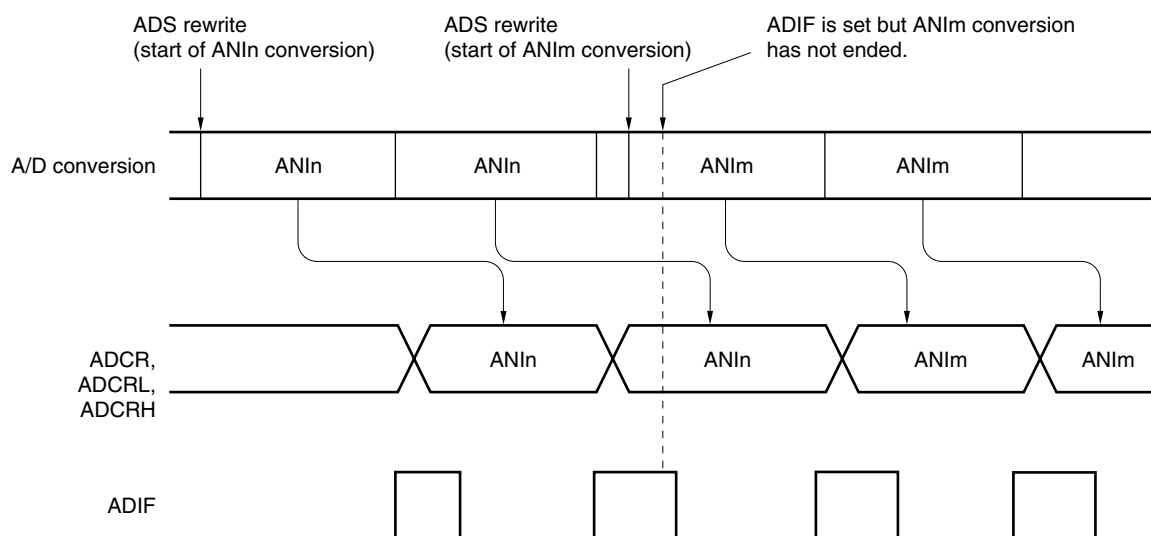 ADS rewrite
(start of ANIn conversion)
ADS rewrite
(start of ANIm conversion)
ADIF is set but ANIm conversion
has not ended.
A/D conversion
ANIn
ANIn
ANIm
ANIm
ADCR,
ADCRL,
ADCRH
ANIn
ANIn
ANIm
ANIm
ADIF